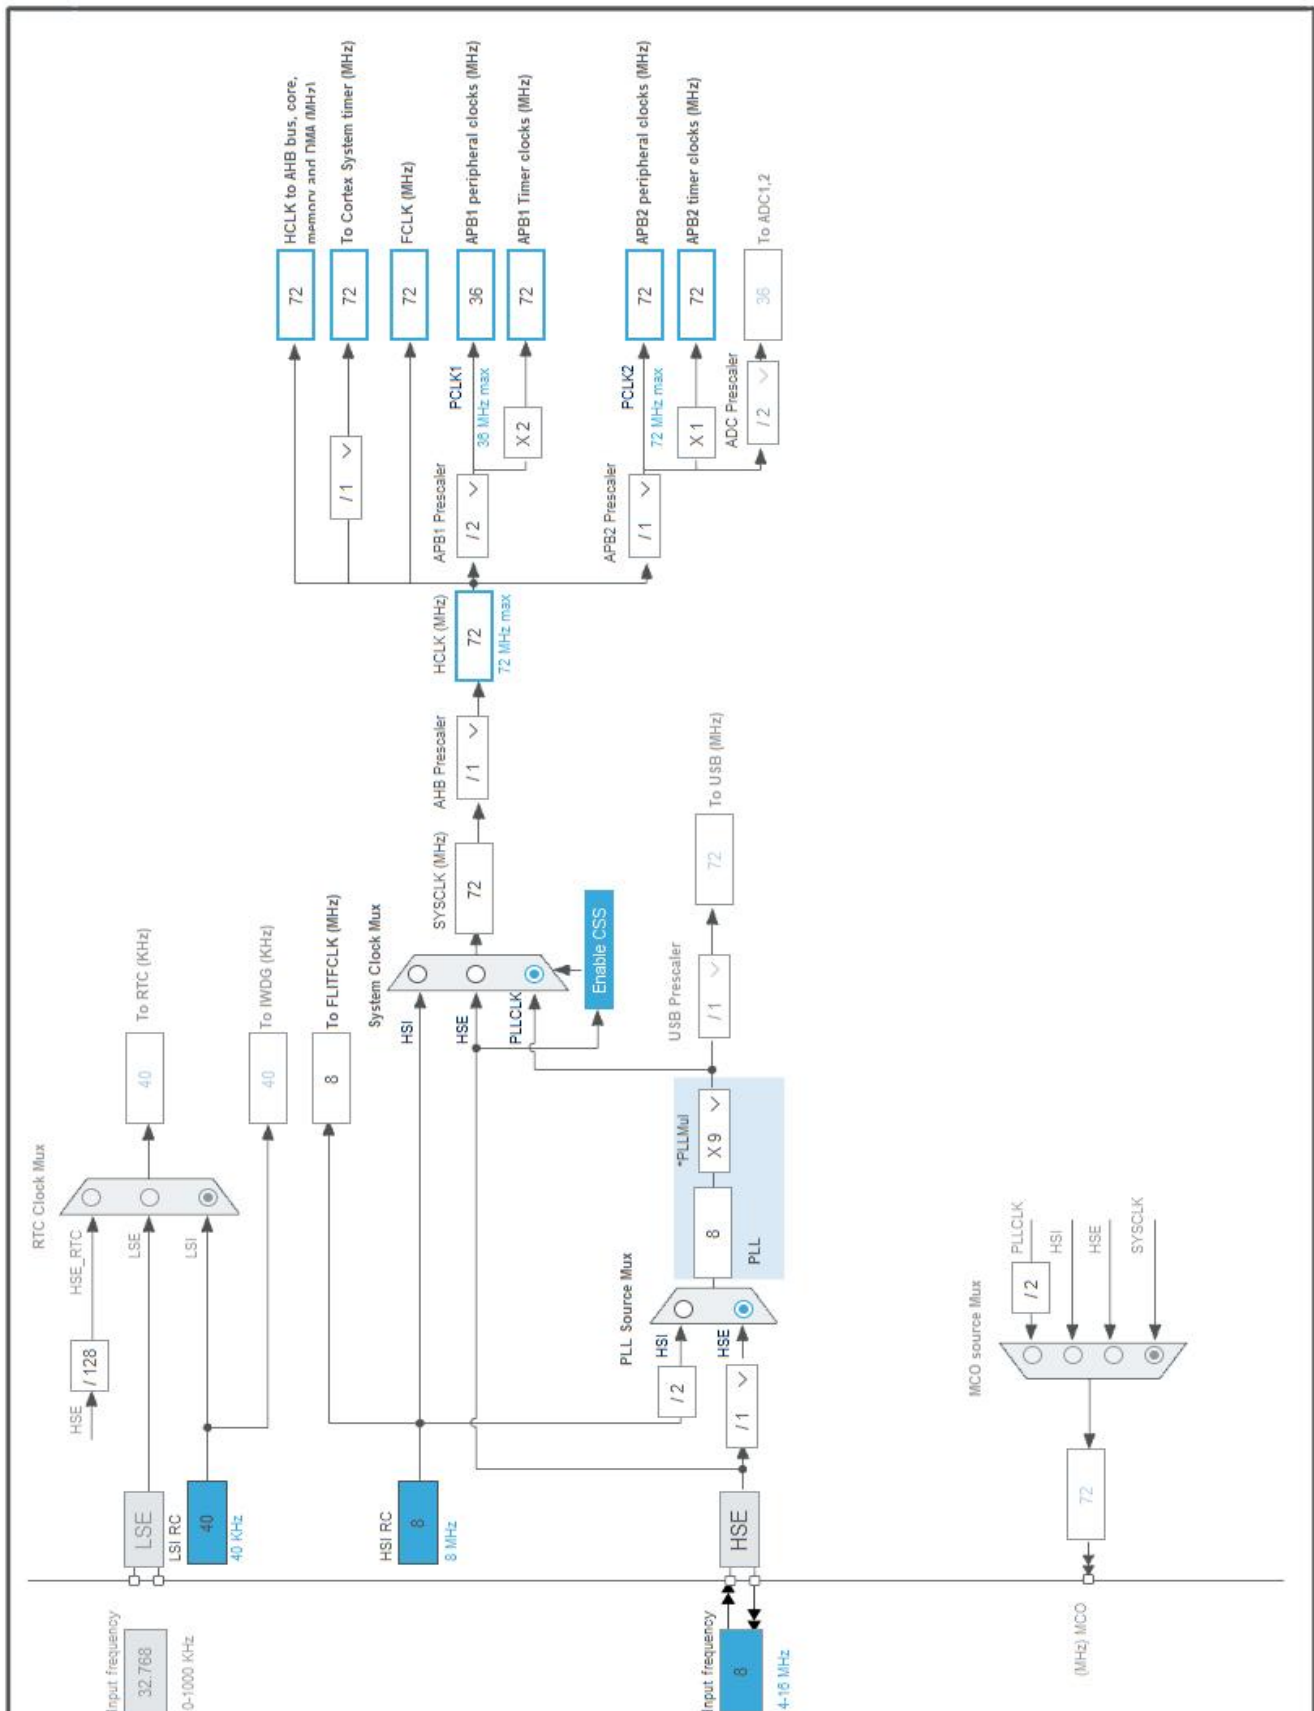 Input frequency
32.768
0-1000 KHz
LSE
LSI RC
40
40 KHz
HSE
/ 128
HSE_RTC
LSE
LSI
RTC Clock Mux
40
To RTC (KHz)
40
To IWDG (KHz)
8
To FLITFCLK (MHz)
HSI RC
8
8 MHz
System Clock Mux
HSI
HSE
PLLCLK
Enable CSS
SYSCLK (MHz)
72
AHB Prescaler
/ 1
HCLK (MHz)
72
72 MHz max
72
HCLK to AHB bus, core,
memory and DMA (MHz)
/ 1
72
To Cortex System timer (MHz)
72
FCLK (MHz)
APB1 Prescaler
/ 2
PCLK1
36 MHz max
36
APB1 peripheral clocks (MHz)
X 2
72
APB1 Timer clocks (MHz)
APB2 Prescaler
/ 1
PCLK2
72 MHz max
72
APB2 peripheral clocks (MHz)
X 1
72
APB2 timer clocks (MHz)
ADC Prescaler
/ 2
36
To ADC1,2
Input frequency
8
4-16 MHz
HSE
PLL Source Mux
/ 2
HSI
/ 1
HSE
8
*PLLMul
X 9
PLL
USB Prescaler
/ 1
72
To USB (MHz)
(MHz) MCO
72
MCO source Mux
/ 2
PLLCLK
HSI
HSE
SYSCLK